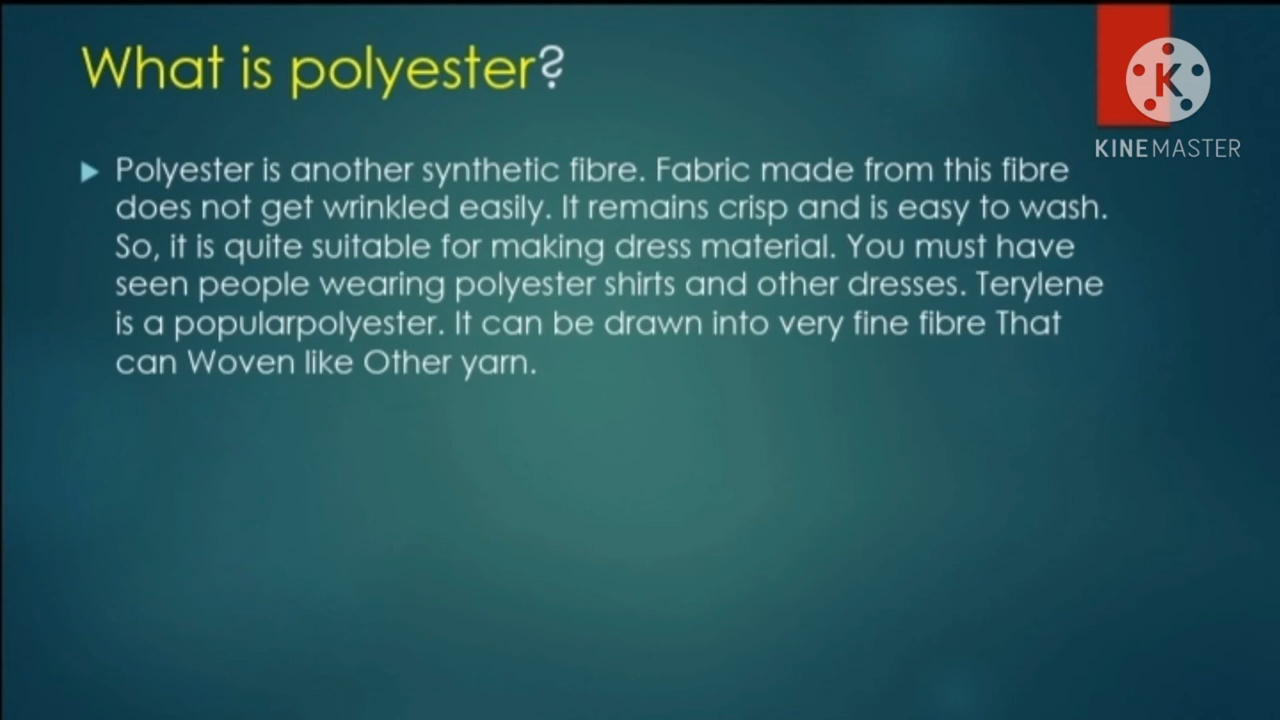 What is polyester?
K
KINEMASTER
Polyester is another synthetic fibre. Fabric made from this fibre
does not get wrinkled easily. It remains crisp and is easy to wash.
So, it is quite suitable for making dress material. You must have
seen people wearing polyester shirts and other dresses. Terylene
is a popularpolyester. It can be drawn into very fine fibre That
can Woven like Other yarn.